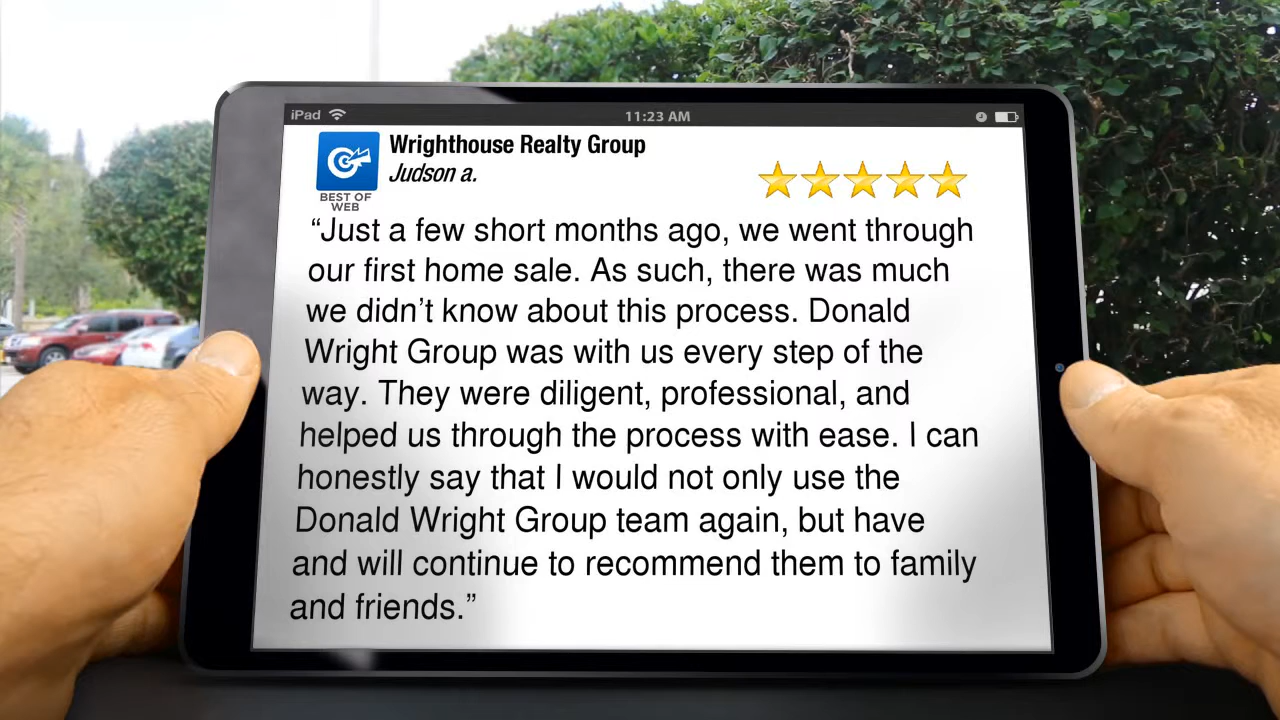 iPad
11:23 AM
Wrighthouse Realty Group
Judson a.
BEST OF
WEB
“Just a few short months ago, we went through
our first home sale. As such, there was much
we didn’t know about this process. Donald
Wright Group was with us every step of the
way. They were diligent, professional, and
helped us through the process with ease. I can
honestly say that I would not only use the
Donald Wright Group team again, but have
and will continue to recommend them to family
and friends.”